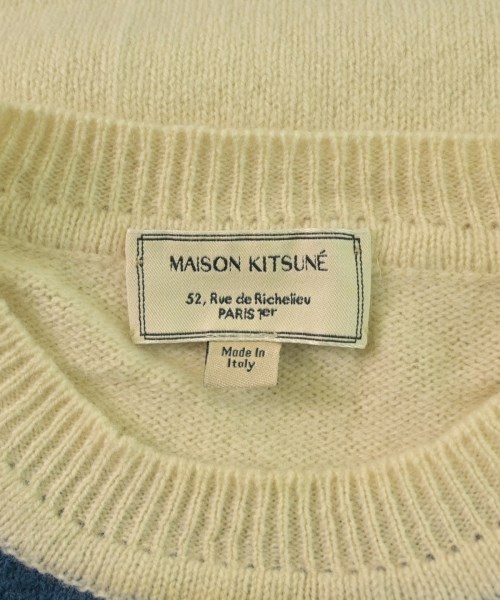 MAISON KITSUNÉ
52, Rue de Richelieu
PARIS 1er
Made In
Italy